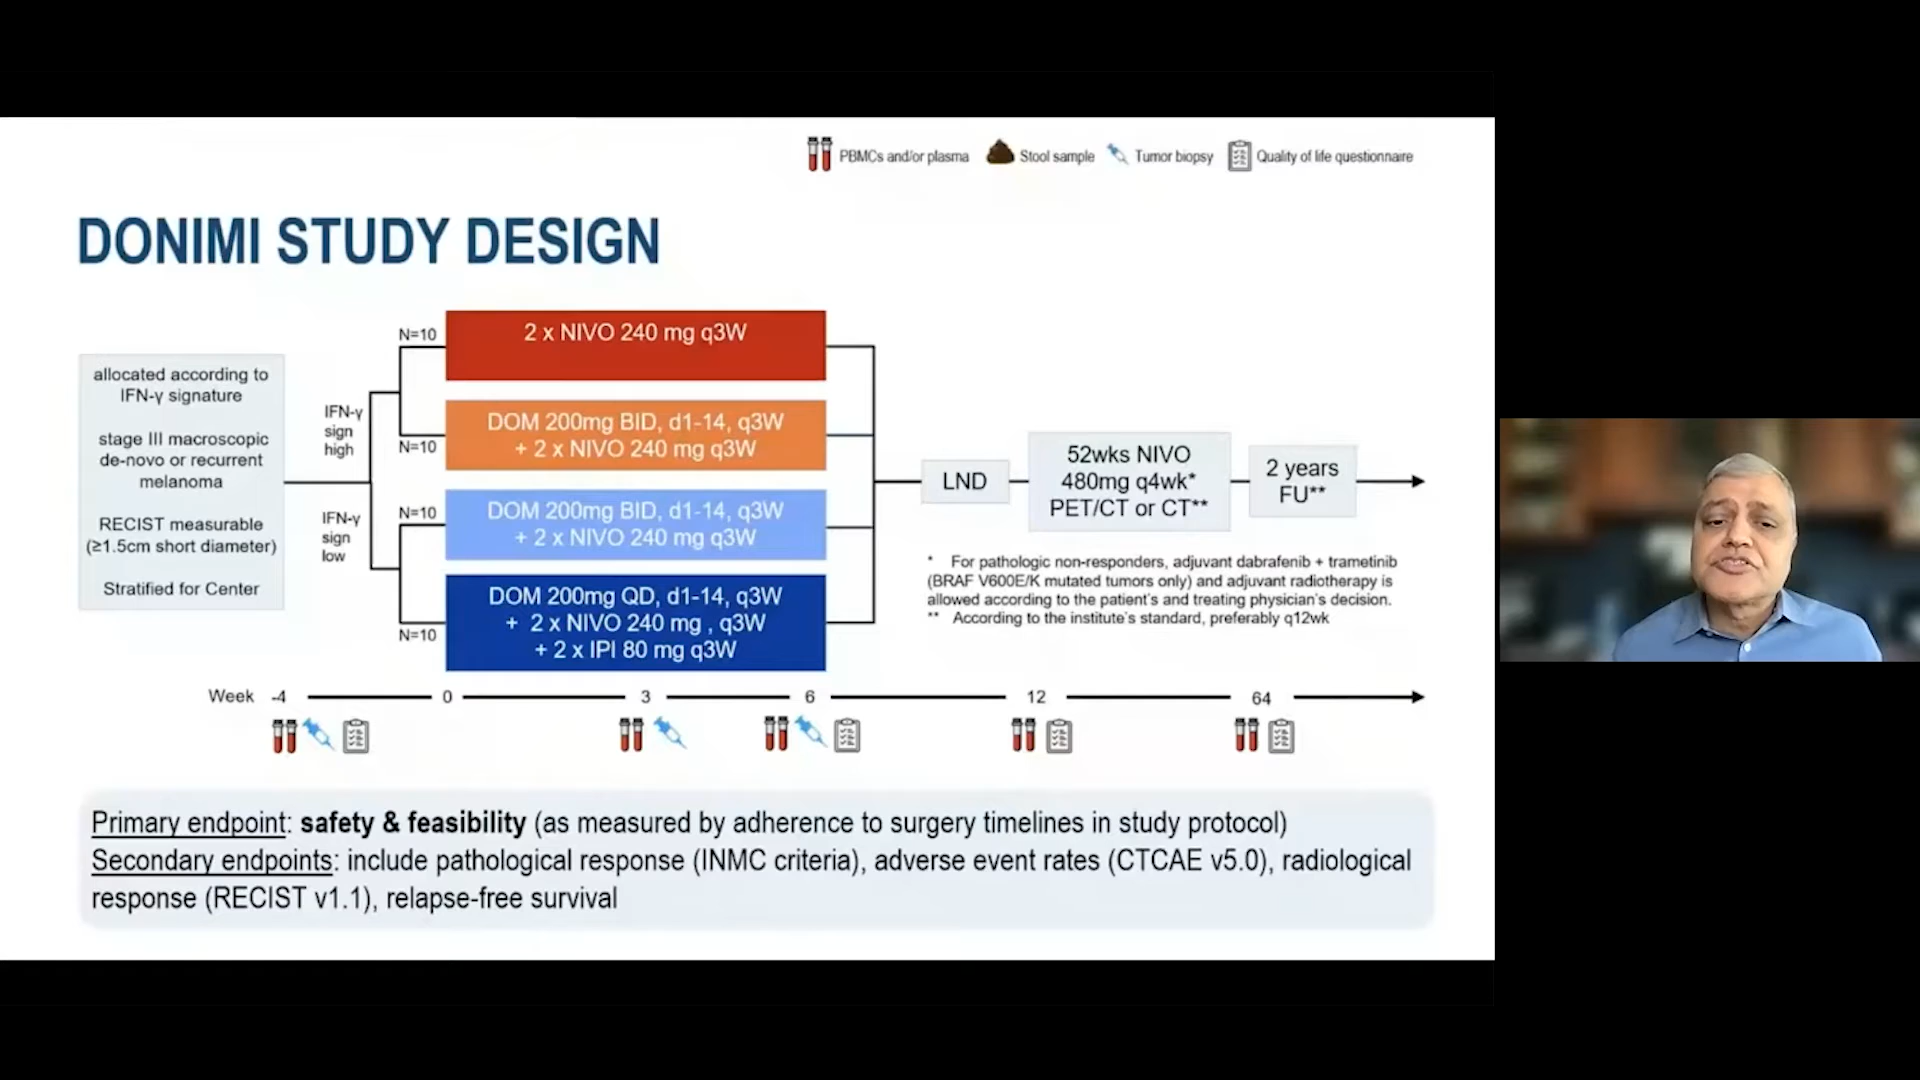 PBMCs and/or plasma
Stool sample
Tumor biopsy
Quality of life questionnaire
DONIMI STUDY DESIGN
allocated according to
IFN-γ signature
stage III macroscopic
de-novo or recurrent
melanoma
RECIST measurable
(≥1.5cm short diameter)
Stratified for Center
IFN-γ
sign
high
IFN-γ
sign
low
N=10
2 x NIVO 240 mg q3W
N=10
DOM 200mg BID, d1-14, q3W
+ 2 x NIVO 240 mg q3W
N=10
DOM 200mg BID, d1-14, q3W
+ 2 x NIVO 240 mg q3W
N=10
DOM 200mg QD, d1-14, q3W
+ 2 x NIVO 240 mg , q3W
+ 2 x IPI 80 mg q3W
LND
52wks NIVO
480mg q4wk*
PET/CT or CT**
2 years
FU**
* For pathologic non-responders, adjuvant dabrafenib + trametinib
(BRAF V600E/K mutated tumors only) and adjuvant radiotherapy is
allowed according to the patient's and treating physician's decision.
** According to the institute's standard, preferably q12wk
Week -4 0 3 6 12 64
Primary endpoint: safety & feasibility (as measured by adherence to surgery timelines in study protocol)
Secondary endpoints: include pathological response (INMC criteria), adverse event rates (CTCAE v5.0), radiological
response (RECIST v1.1), relapse-free survival